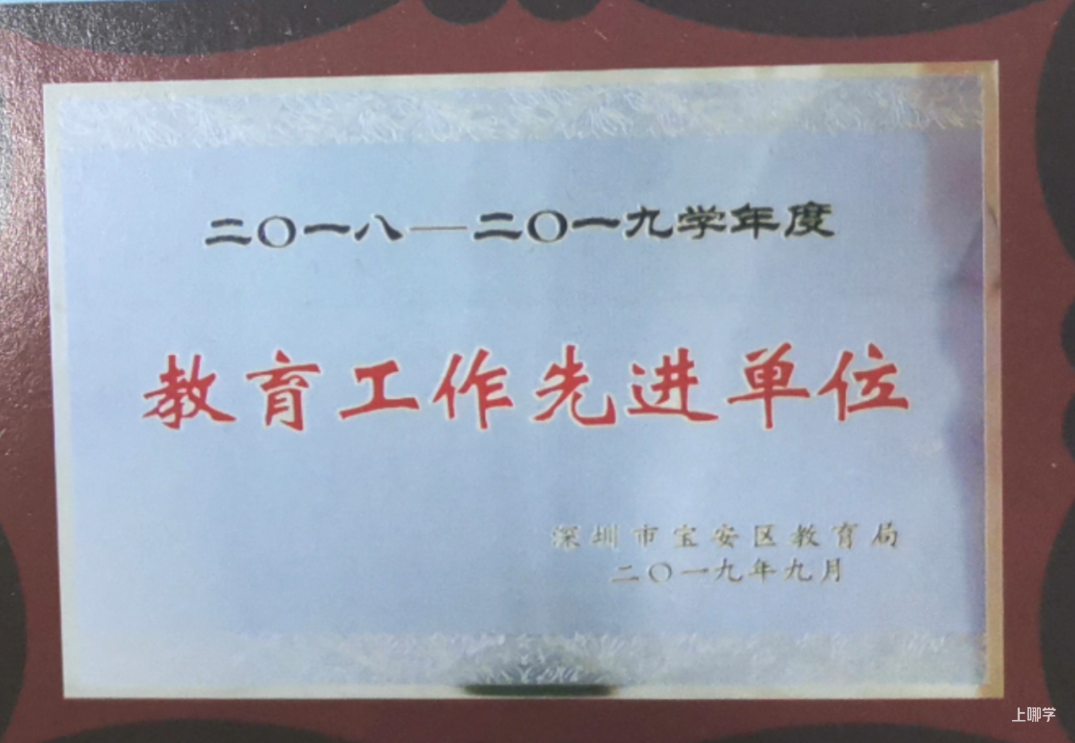 二〇一八—二〇一九学年度
教育工作先进单位
深圳市宝安区教育局
二〇一九年九月
上哪学